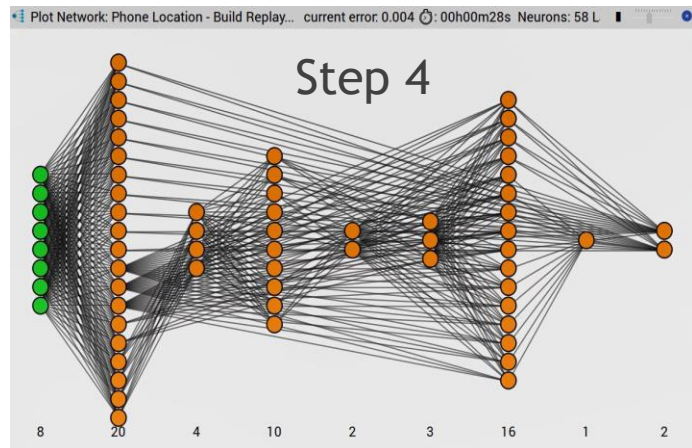 Plot Network: Phone Location - Build Replay... current error: 0.004 : 00h00m28s Neurons: 58 L
Step 4
8 20 4 10 2 3 16 1 2